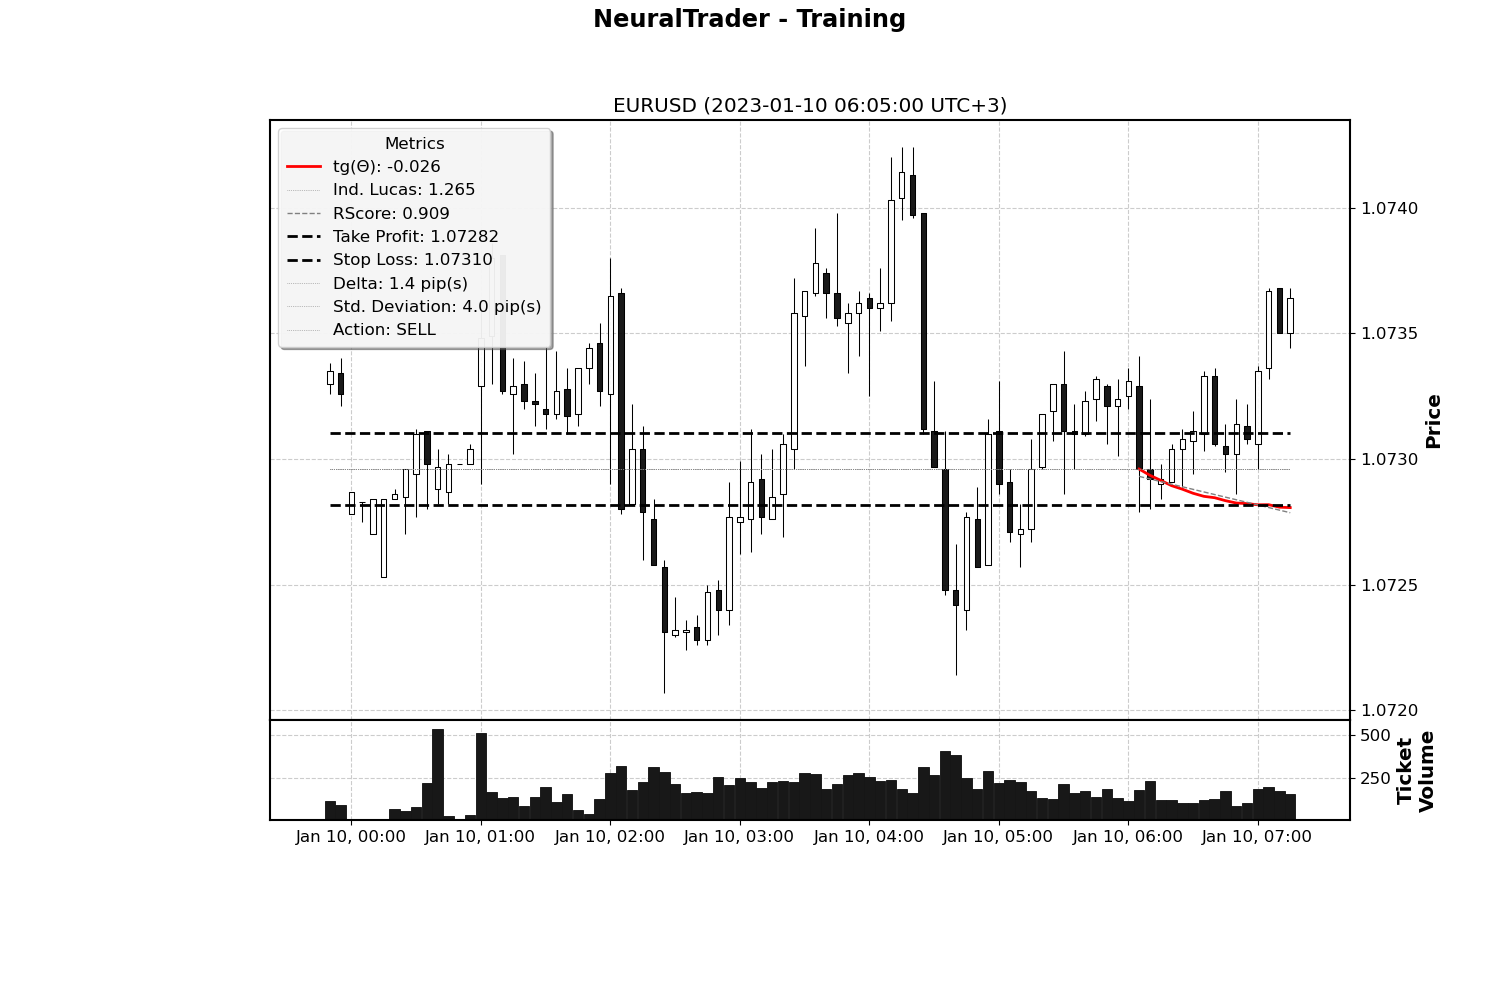 NeuralTrader - Training
EURUSD (2023-01-10 06:05:00 UTC+3)
Metrics
tg(Θ): -0.026
Ind. Lucas: 1.265
RScore: 0.909
Take Profit: 1.07282
Stop Loss: 1.07310
Delta: 1.4 pip(s)
Std. Deviation: 4.0 pip(s)
Action: SELL
1.0740
1.0735
1.0730
1.0725
1.0720
Price
500
250
Ticket
Volume
Jan 10, 00:00
Jan 10, 01:00
Jan 10, 02:00
Jan 10, 03:00
Jan 10, 04:00
Jan 10, 05:00
Jan 10, 06:00
Jan 10, 07:00